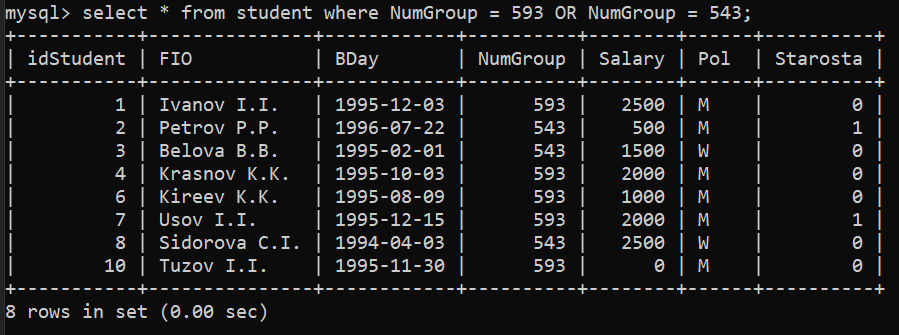 mysql> select * from student where NumGroup = 593 OR NumGroup = 543;
+-----------+---------------+------------+----------+--------+------+----------+
| idStudent | FIO           | BDay       | NumGroup | Salary | Pol  | Starosta |
+-----------+---------------+------------+----------+--------+------+----------+
|         1 | Ivanov I.I.   | 1995-12-03 |      593 |   2500 | M    |        0 |
|         2 | Petrov P.P.   | 1996-07-22 |      543 |    500 | M    |        1 |
|         3 | Belova B.B.   | 1995-02-01 |      543 |   1500 | W    |        0 |
|         4 | Krasnov K.K.  | 1995-10-03 |      593 |   2000 | M    |        0 |
|         6 | Kireev K.K.   | 1995-08-09 |      593 |   1000 | M    |        0 |
|         7 | Usov I.I.     | 1995-12-15 |      593 |   2000 | M    |        1 |
|         8 | Sidorova C.I. | 1994-04-03 |      543 |   2500 | W    |        0 |
|        10 | Tuzov I.I.    | 1995-11-30 |      593 |      0 | M    |        0 |
+-----------+---------------+------------+----------+--------+------+----------+
8 rows in set (0.00 sec)